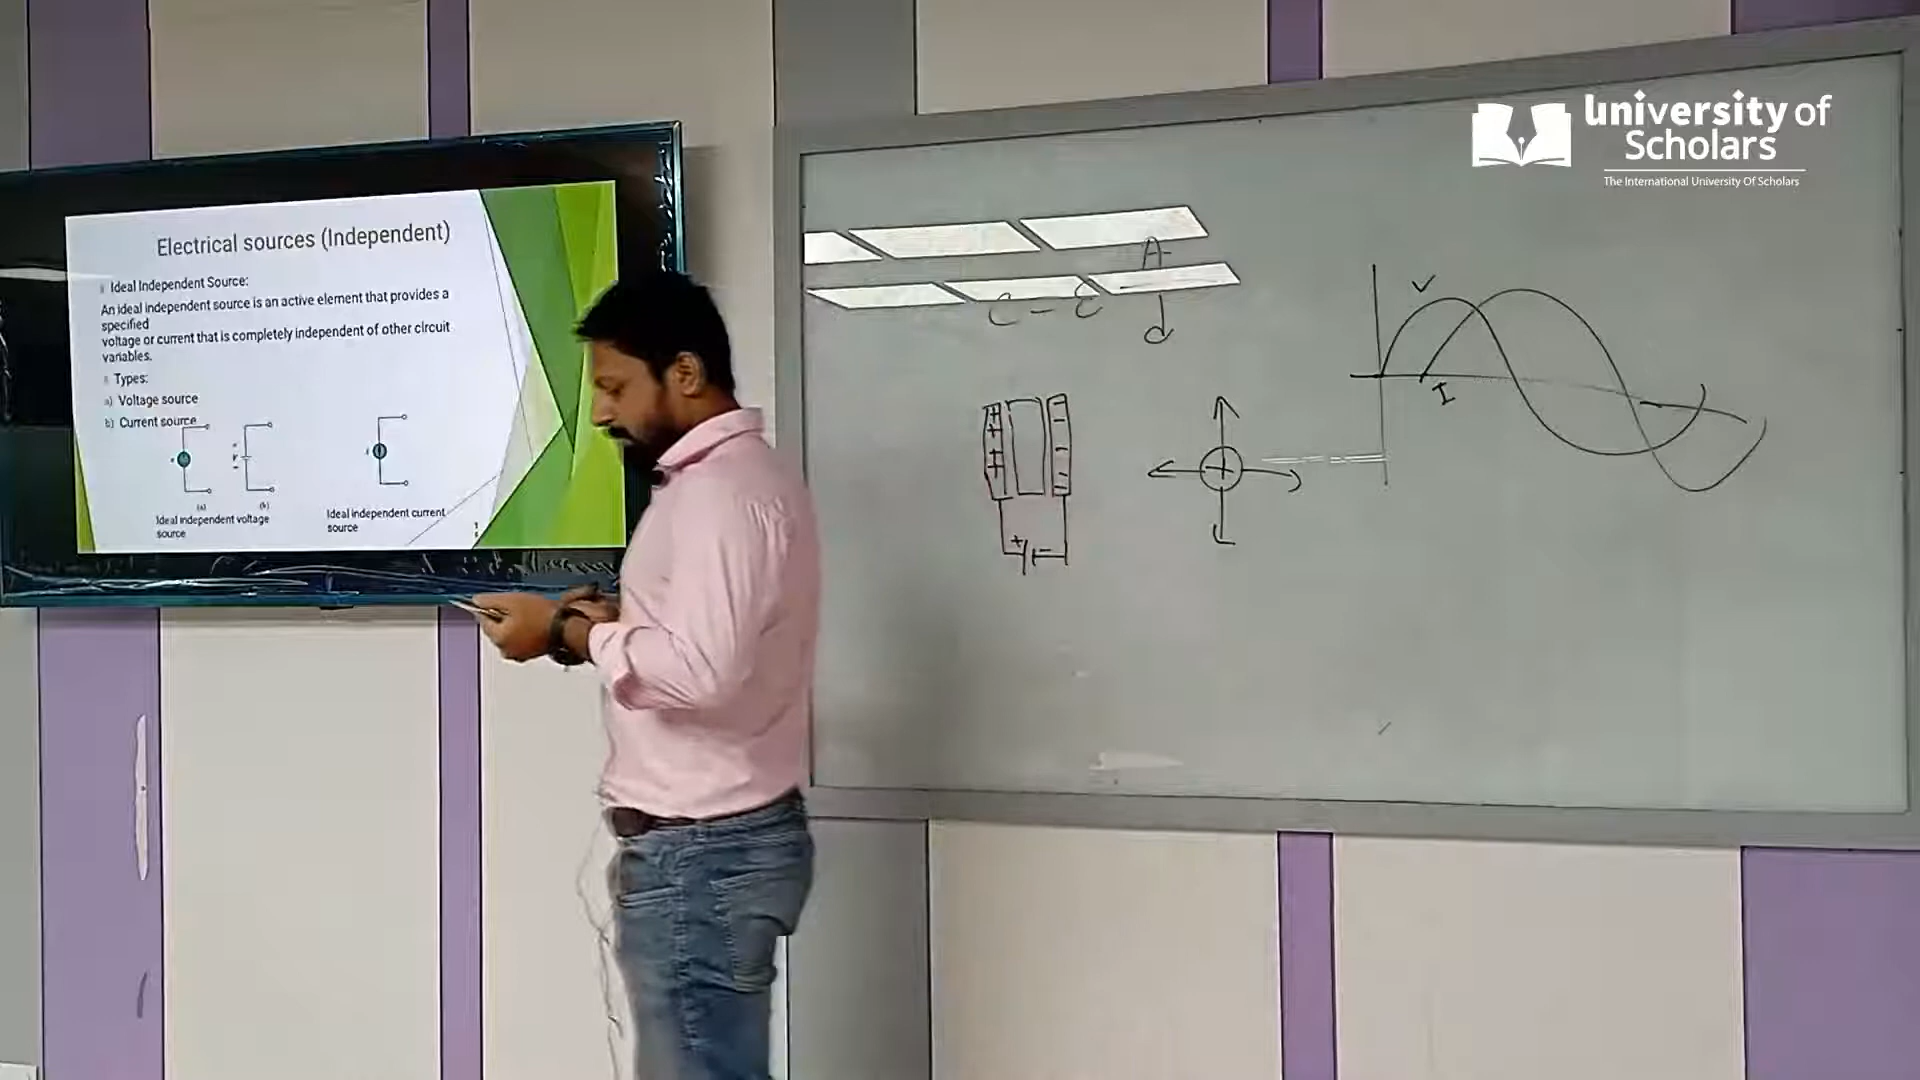 University of
Scholars
The International University Of Scholars
Electrical sources (Independent)
Ideal Independent Source:
An ideal independent source is an active element that provides a
specified
voltage or current that is completely independent of other circuit
variables.
Types:
a) Voltage source
b) Current source
(a) (b)
Ideal independent voltage
source
Ideal independent current
source
A
C - E
d
V
I
+ -
+ -
+ -
+ -
+ -
+